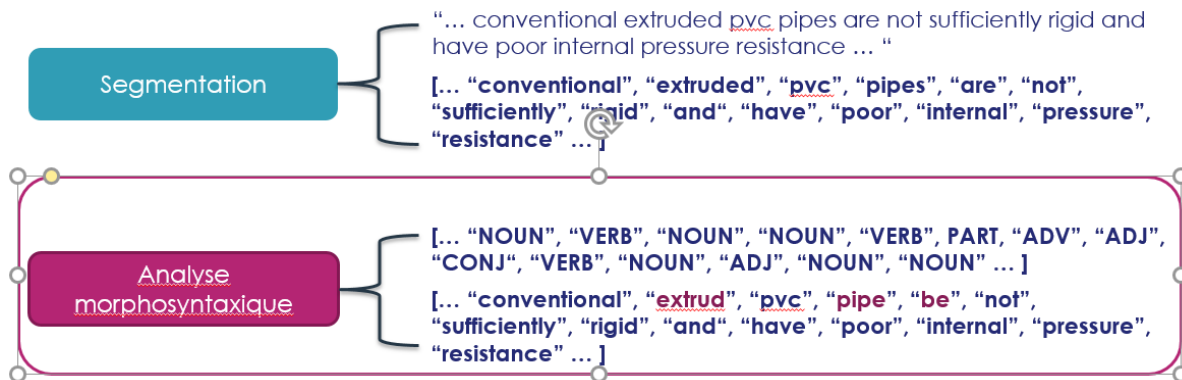 Segmentation
“… conventional extruded pvc pipes are not sufficiently rigid and
have poor internal pressure resistance … “
[… “conventional”, “extruded”, “pvc”, “pipes”, “are”, “not”,
“sufficiently”, “rigid”, “and“, “have”, “poor”, “internal”, “pressure”,
“resistance” … ]
Analyse
morphosyntaxique
[… “NOUN”, “VERB”, “NOUN”, “NOUN”, “VERB”, PART, “ADV”, “ADJ”,
“CONJ“, “VERB”, “NOUN”, “ADJ”, “NOUN”, “NOUN” … ]
[… “conventional”, “extrud”, “pvc”, “pipe”, “be”, “not”,
“sufficiently”, “rigid”, “and“, “have”, “poor”, “internal”, “pressure”,
“resistance” … ]